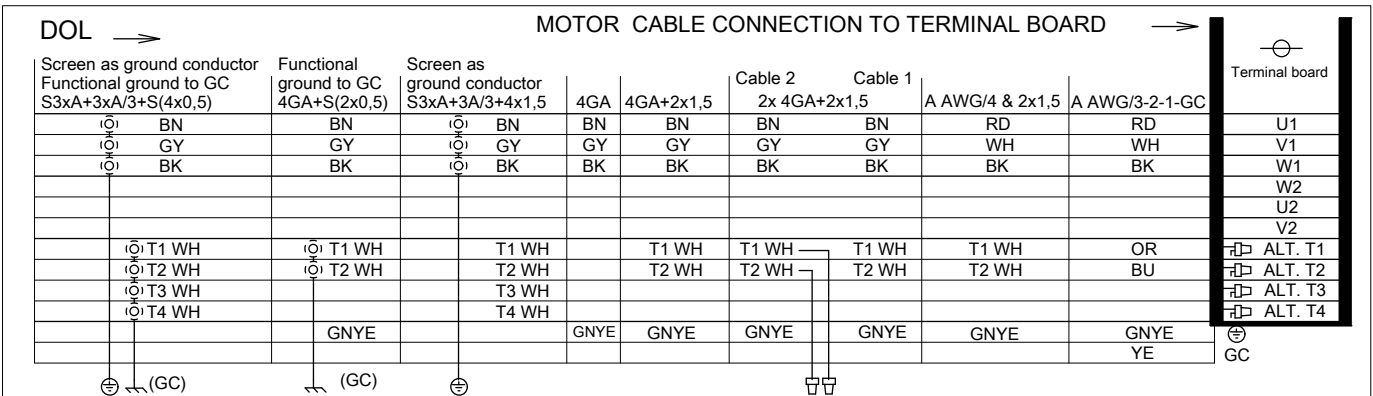 DOL
MOTOR CABLE CONNECTION TO TERMINAL BOARD
Screen as ground conductor Functional Screen as
Functional ground to GC ground to GC ground conductor Cable 2 Cable 1 Terminal board
S3xA+3xA/3+S(4x0,5) 4GA+S(2x0,5) S3xA+3A/3+4x1,5 4GA 4GA+2x1,5 2x 4GA+2x1,5 A AWG/4 & 2x1,5 A AWG/3-2-1-GC
BN BN BN BN BN BN BN RD RD U1
GY GY GY GY GY GY GY WH WH V1
BK BK BK BK BK BK BK BK BK W1
W2
U2
V2
T1 WH T1 WH T1 WH T1 WH T1 WH T1 WH T1 WH OR ALT. T1
T2 WH T2 WH T2 WH T2 WH T2 WH T2 WH T2 WH BU ALT. T2
T3 WH T3 WH ALT. T3
T4 WH T4 WH ALT. T4
GNYE GNYE GNYE GNYE GNYE GNYE GNYE
YE GC
(GC) (GC)